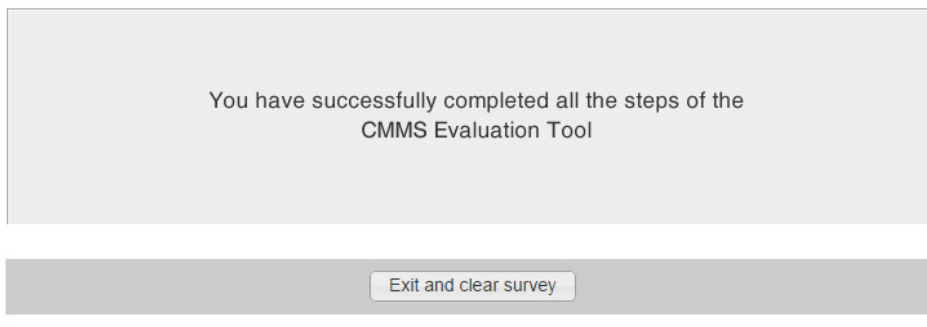 You have successfully completed all the steps of the
CMMS Evaluation Tool
Exit and clear survey